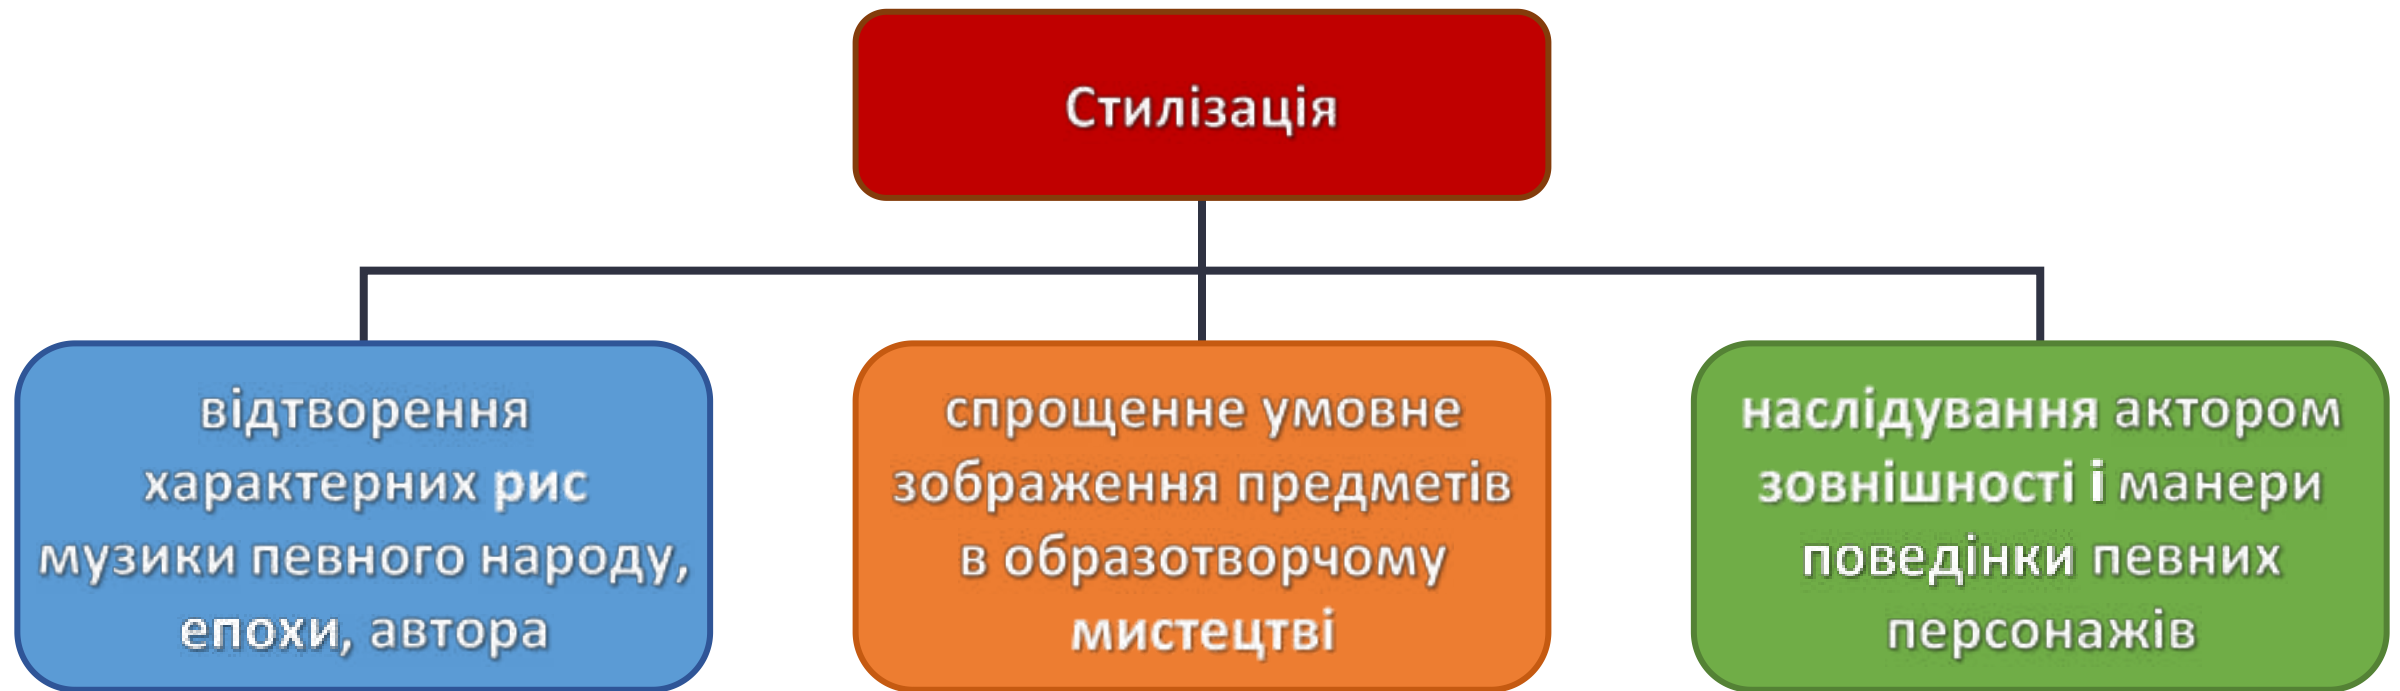 Стилізація
відтворення
характерних рис
музики певного народу,
епохи, автора
спрощенне умовне
зображення предметів
в образотворчому
мистецтві
наслідування актором
зовнішності і манери
поведінки певних
персонажів